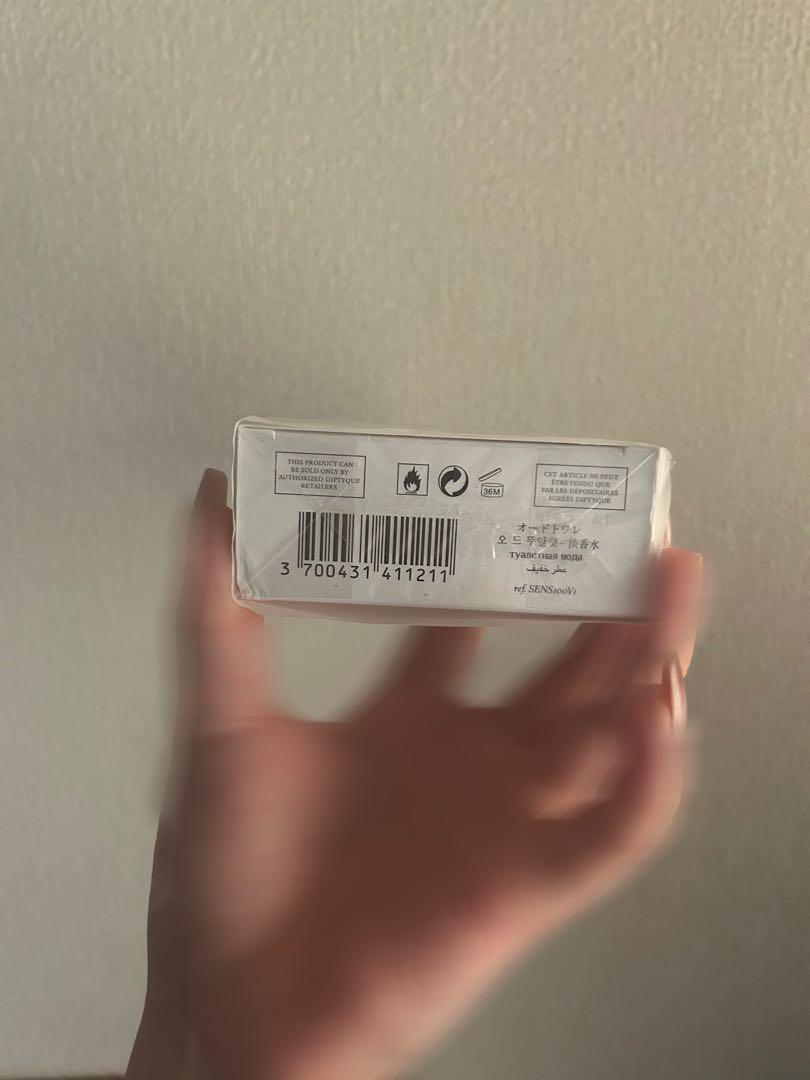 THIS PRODUCT CAN
BE SOLD ONLY BY
AUTHORIZED DIPTYQUE
RETAILERS
36M
CET ARTICLE NE PEUT
ÊTRE VENDU QUE
PAR LES DÉPOSITAIRES
AGRÉÉS DIPTYQUE
3 700431 411211
オードトワレ
오 드 뚜알렛 - 淡香水
туалетная вода
عطر خفيف
ref. SENS100V1